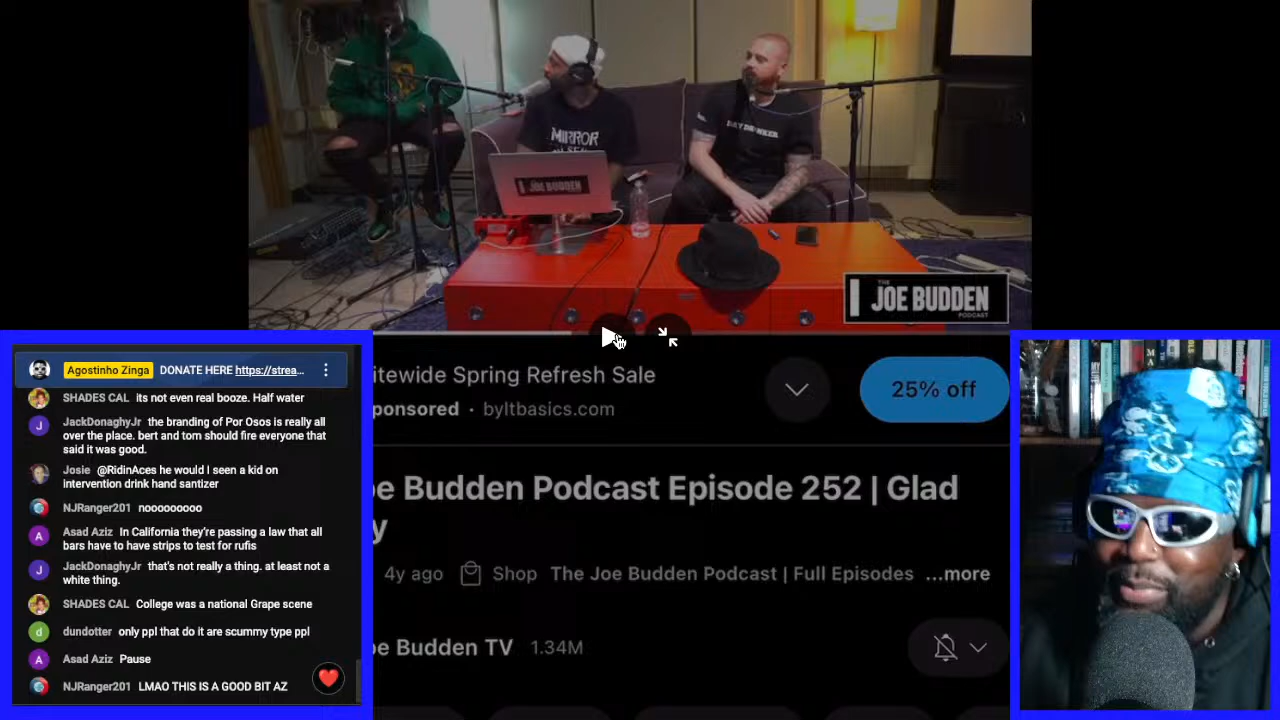 MIRROR
DAY DRINKER
JOE BUDDEN
THE
JOE BUDDEN
PODCAST
itewide Spring Refresh Sale
ponsored · byltbasics.com
25% off
oe Budden Podcast Episode 252 | Glad
y
4y ago Shop The Joe Budden Podcast | Full Episodes ...more
oe Budden TV 1.34M
Agostinho Zinga DONATE HERE https://strea...
SHADES CAL its not even real booze. Half water
JackDonaghyJr the branding of Por Osos is really all
over the place. bert and tom should fire everyone that
said it was good.
Josie @RidinAces he would I seen a kid on
intervention drink hand santizer
NJRanger201 nooooooooo
Asad Aziz In California they're passing a law that all
bars have to have strips to test for rufis
JackDonaghyJr that's not really a thing. at least not a
white thing.
SHADES CAL College was a national Grape scene
dundotter only ppl that do it are scummy type ppl
Asad Aziz Pause
NJRanger201 LMAO THIS IS A GOOD BIT AZ